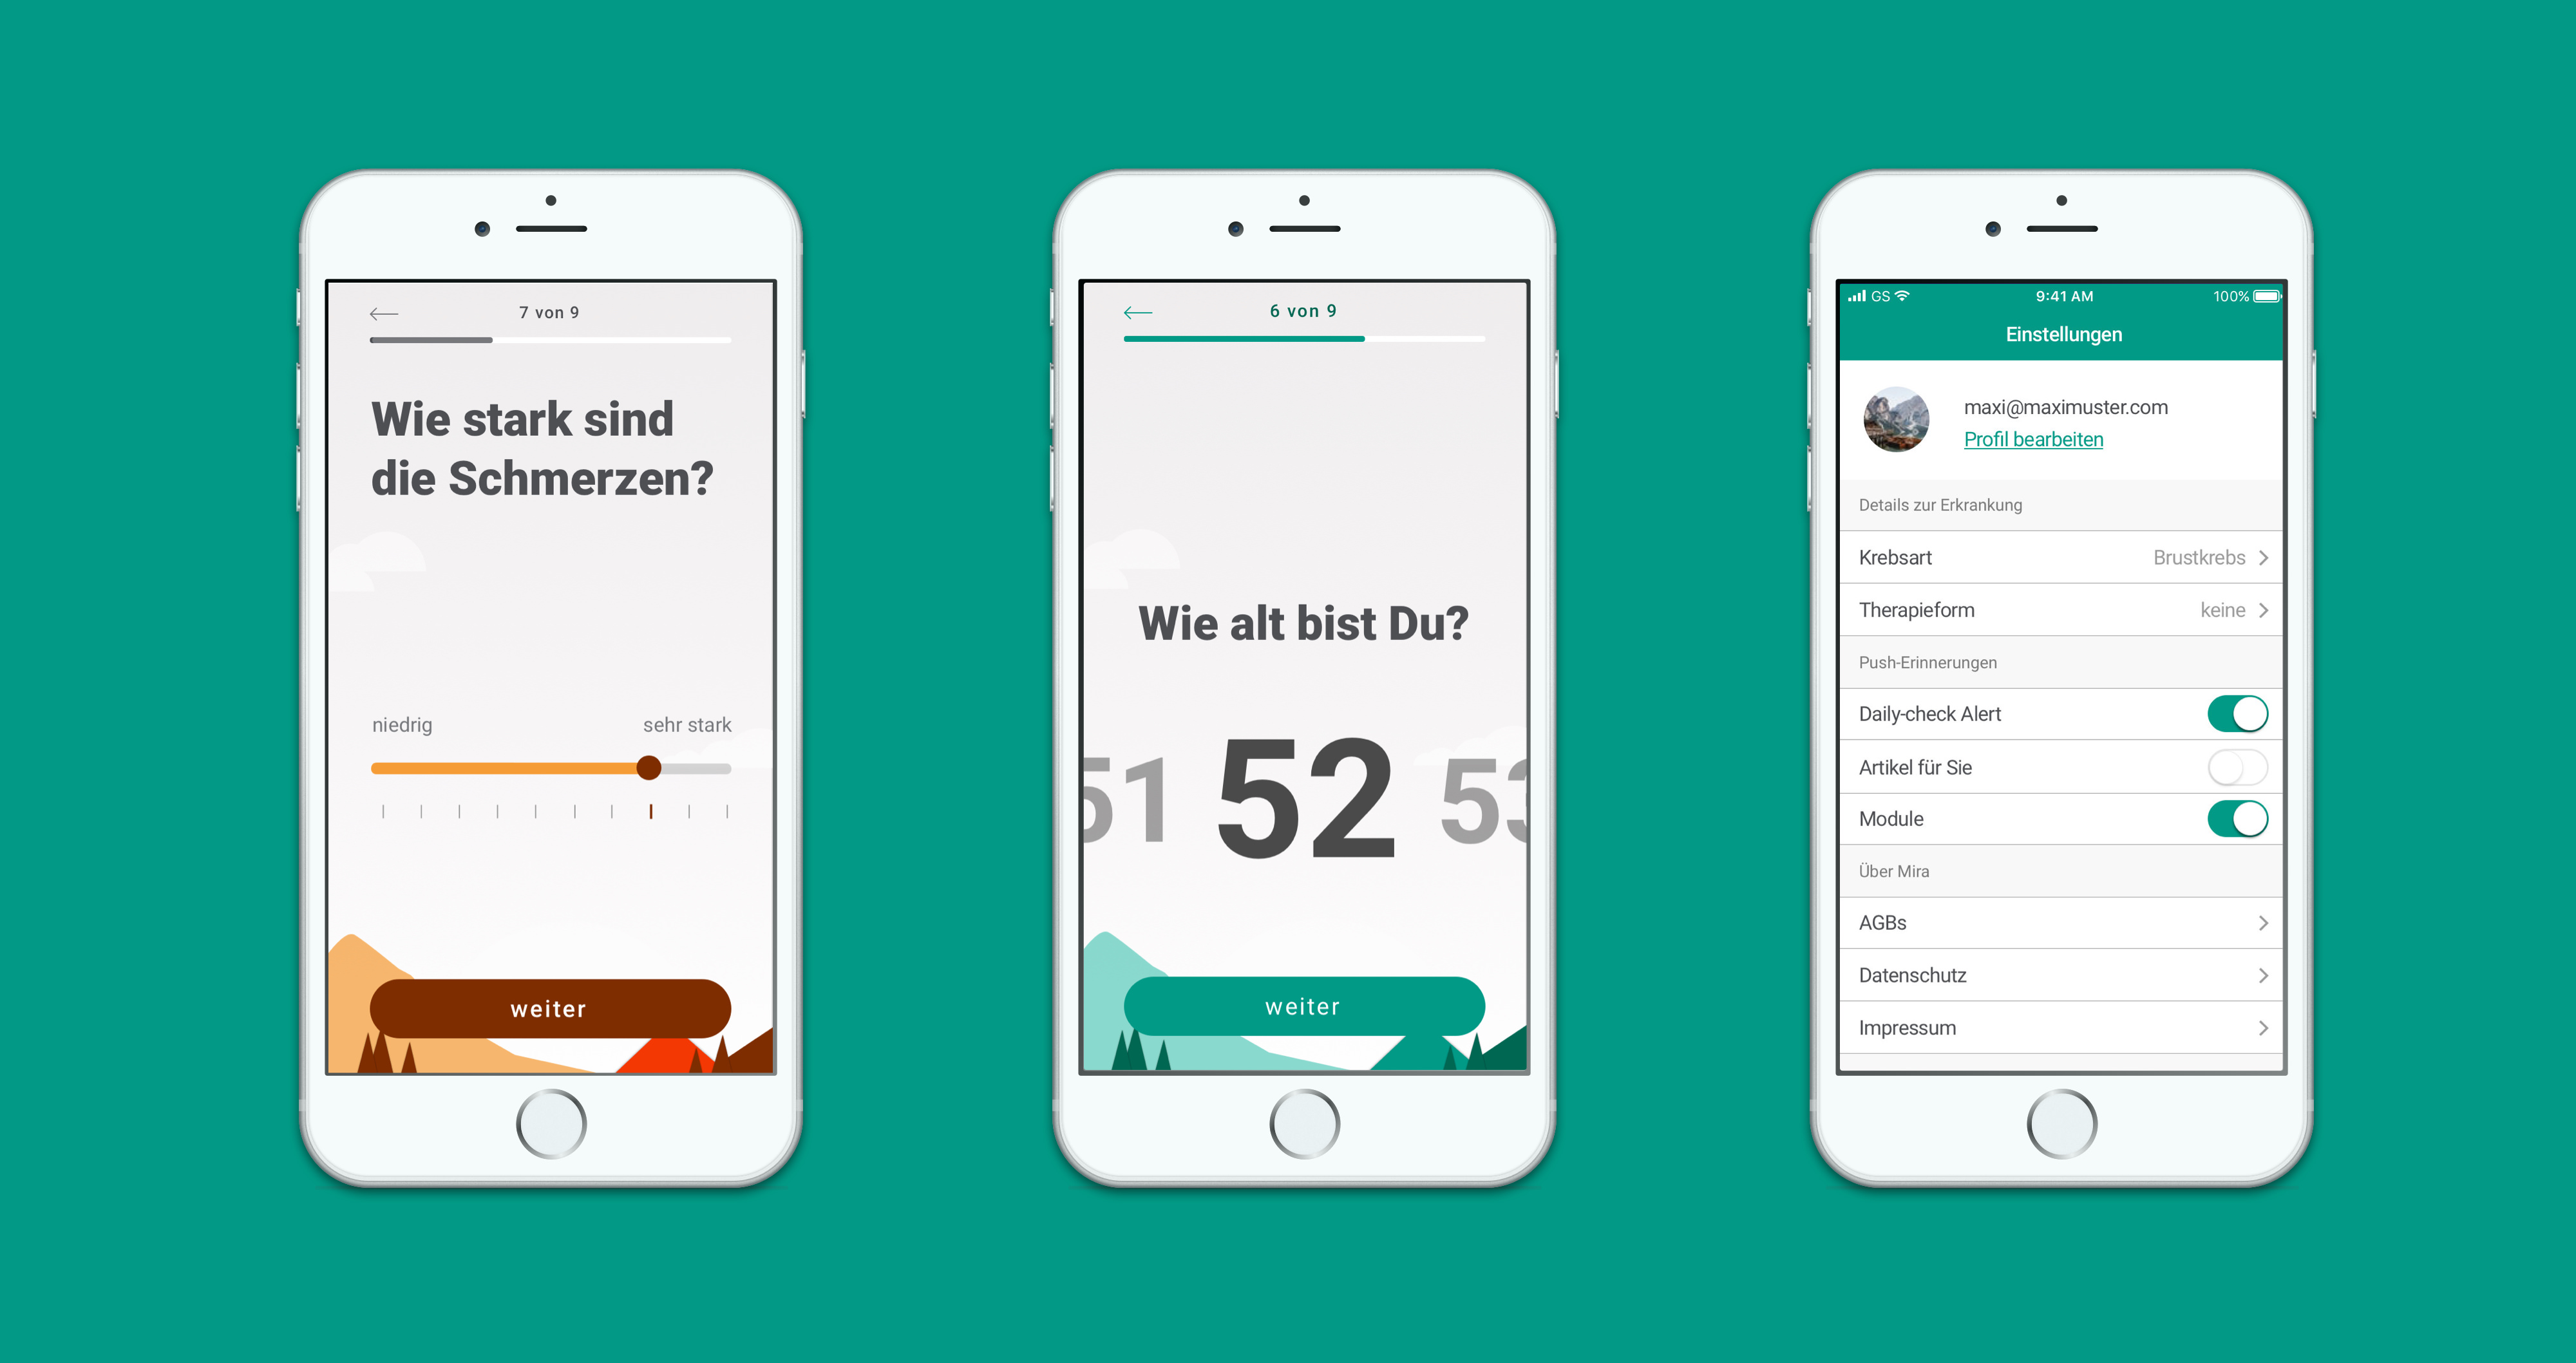 7 von 9
Wie stark sind
die Schmerzen?
niedrig sehr stark
weiter
6 von 9
Wie alt bist Du?
51 52 53
weiter
GS 9:41 AM 100%
Einstellungen
maxi@maximuster.com
Profil bearbeiten
Details zur Erkrankung
Krebsart Brustkrebs
Therapieform keine
Push-Erinnerungen
Daily-check Alert
Artikel für Sie
Module
Über Mira
AGBs
Datenschutz
Impressum